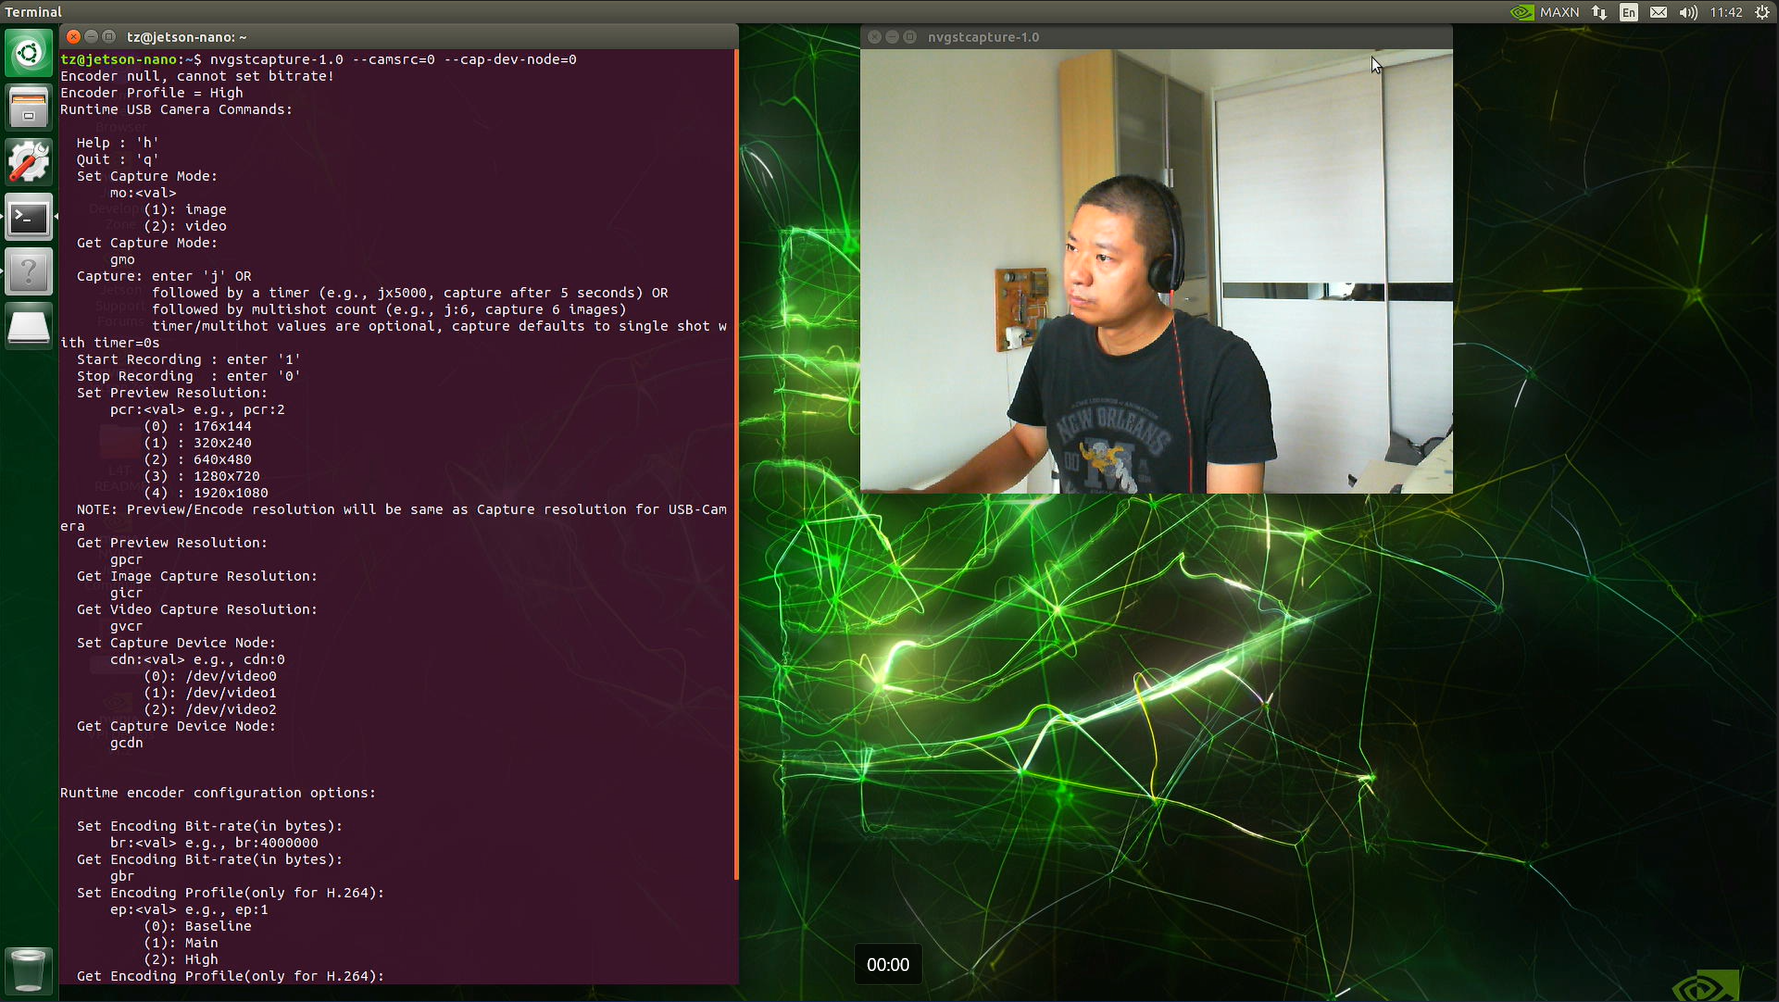 Terminal
MAXN
En
11:42
tz@jetson-nano: ~
tz@jetson-nano:~$ nvgstcapture-1.0 --camsrc=0 --cap-dev-node=0
Encoder null, cannot set bitrate!
Encoder Profile = High
Runtime USB Camera Commands:
Help : 'h'
Quit : 'q'
Set Capture Mode:
mo:<val>
(1): image
(2): video
Get Capture Mode:
gmo
Capture: enter 'j' OR
followed by a timer (e.g., jx5000, capture after 5 seconds) OR
followed by multishot count (e.g., j:6, capture 6 images)
timer/multihot values are optional, capture defaults to single shot w
ith timer=0s
Start Recording : enter '1'
Stop Recording  : enter '0'
Set Preview Resolution:
pcr:<val> e.g., pcr:2
(0) : 176x144
(1) : 320x240
(2) : 640x480
(3) : 1280x720
(4) : 1920x1080
NOTE: Preview/Encode resolution will be same as Capture resolution for USB-Cam
era
Get Preview Resolution:
gpcr
Get Image Capture Resolution:
gicr
Get Video Capture Resolution:
gvcr
Set Capture Device Node:
cdn:<val> e.g., cdn:0
(0): /dev/video0
(1): /dev/video1
(2): /dev/video2
Get Capture Device Node:
gcdn
Runtime encoder configuration options:
Set Encoding Bit-rate(in bytes):
br:<val> e.g., br:4000000
Get Encoding Bit-rate(in bytes):
gbr
Set Encoding Profile(only for H.264):
ep:<val> e.g., ep:1
(0): Baseline
(1): Main
(2): High
Get Encoding Profile(only for H.264):
nvgstcapture-1.0
NEW ORLEANS
00:00